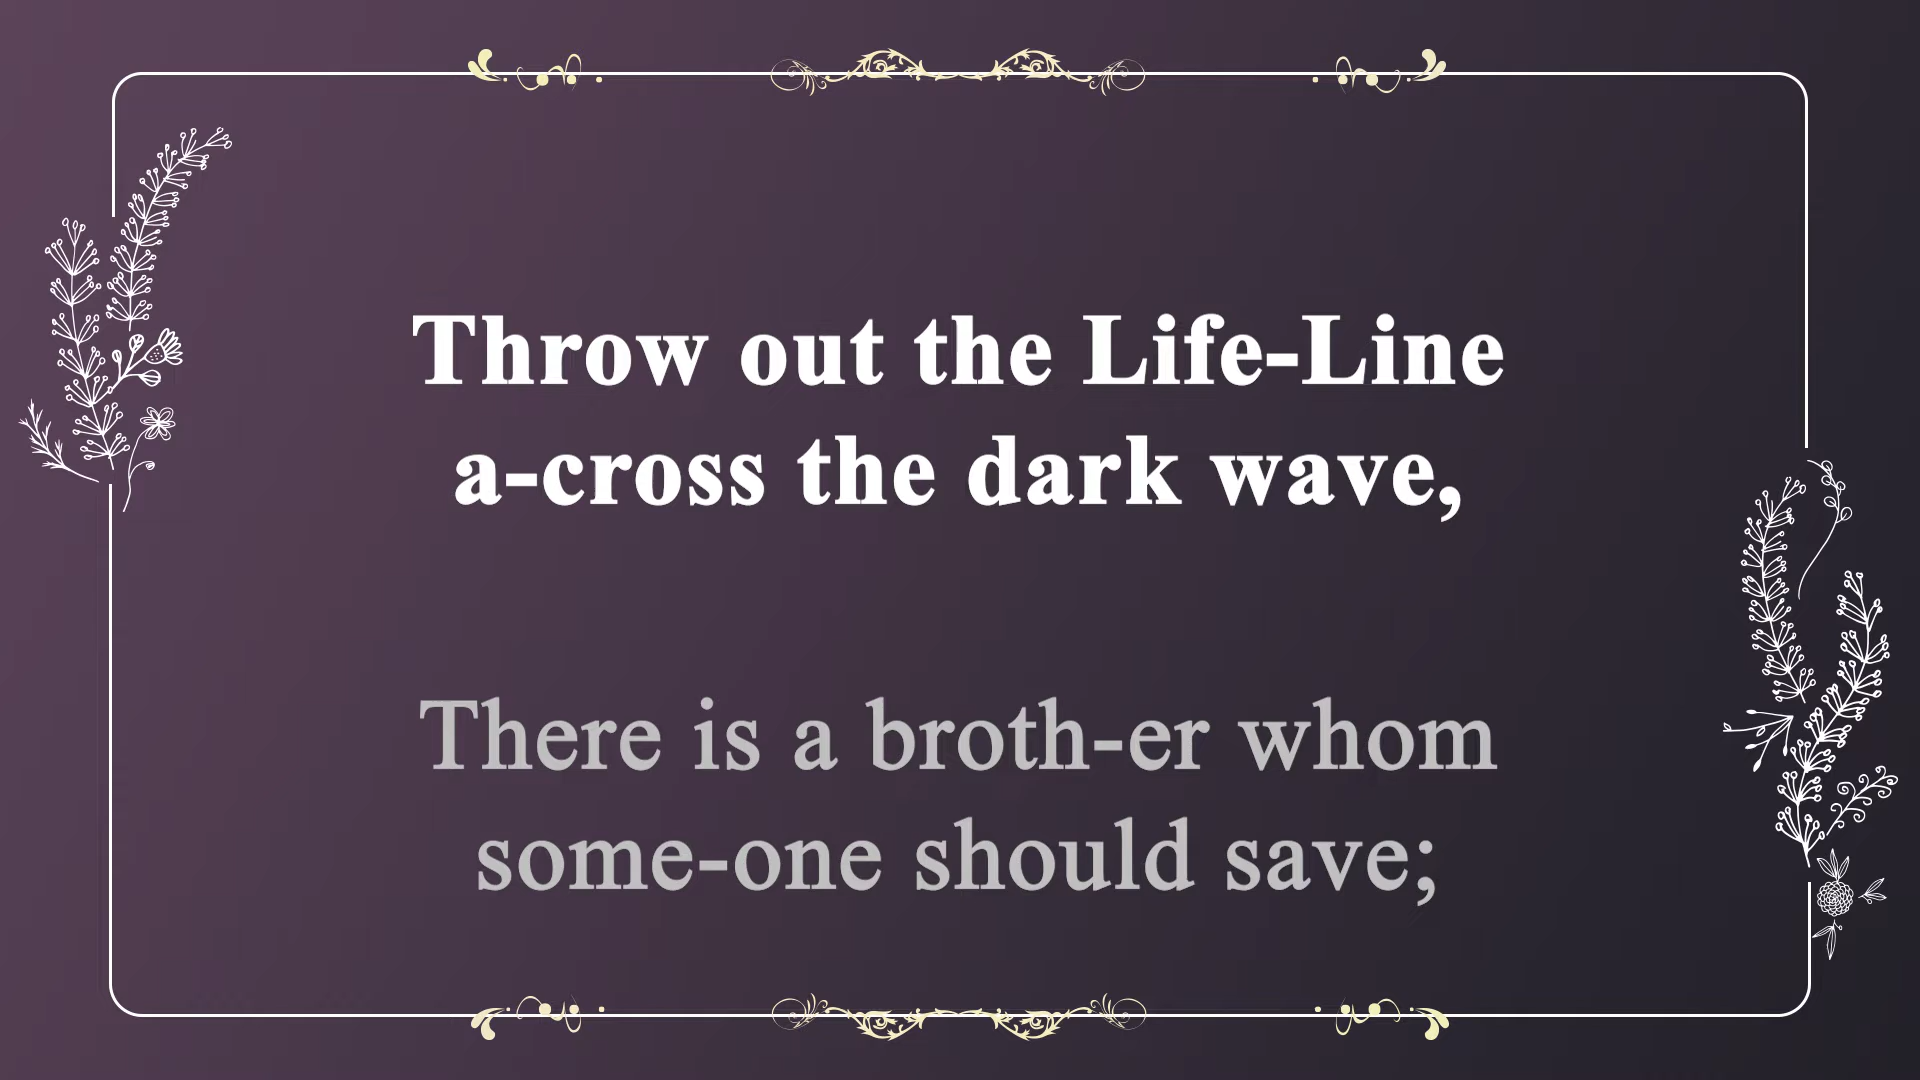 Throw out the Life-Line
a-cross the dark wave,
There is a broth-er whom
some-one should save;